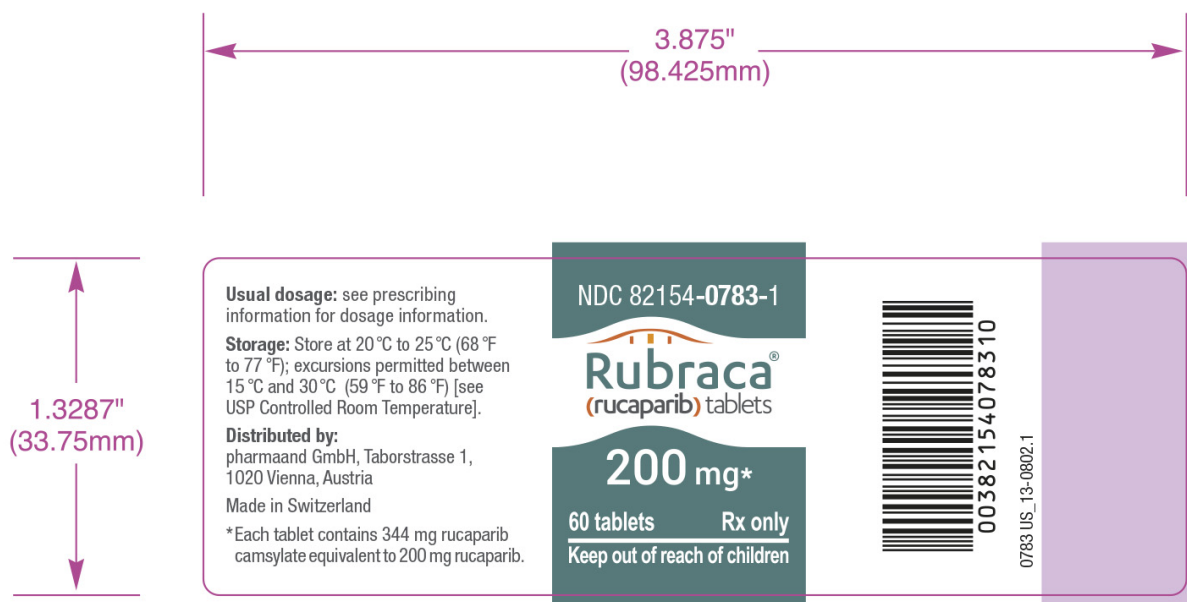 3.875"
(98.425mm)
1.3287"
(33.75mm)
Usual dosage: see prescribing
information for dosage information.
Storage: Store at 20 °C to 25 °C (68 °F
to 77 °F); excursions permitted between
15 °C and 30 °C (59 °F to 86 °F) [see
USP Controlled Room Temperature].
Distributed by:
pharmaand GmbH, Taborstrasse 1,
1020 Vienna, Austria
Made in Switzerland
*Each tablet contains 344 mg rucaparib
camsylate equivalent to 200 mg rucaparib.
NDC 82154-0783-1
Rubraca®
(rucaparib) tablets
200 mg*
60 tablets Rx only
Keep out of reach of children
00382154078310
0783 US_13-0802.1